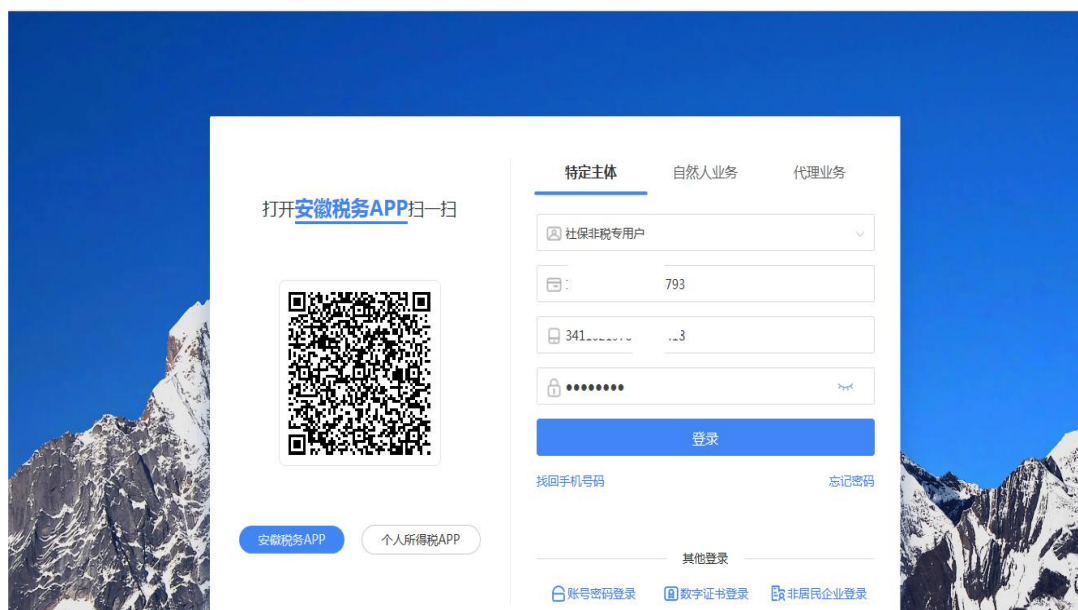 打开安徽税务APP扫一扫
安徽税务APP
个人所得税APP
特定主体 自然人业务 代理业务
社保非税专用户
793
3411
登录
找回手机号码 忘记密码
其他登录
账号密码登录 数字证书登录 非居民企业登录